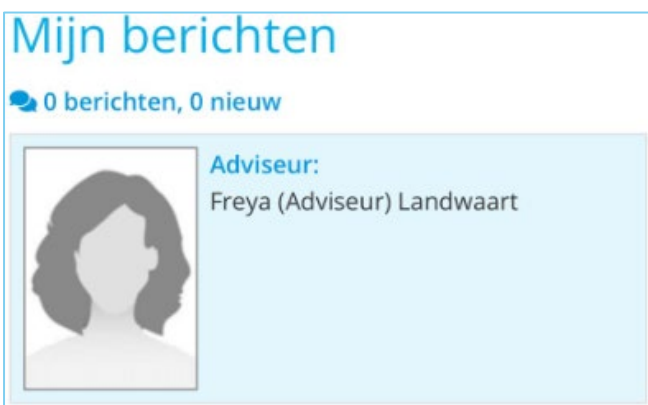 Mijn berichten
0 berichten, 0 nieuw
Adviseur:
Freya (Adviseur) Landwaart